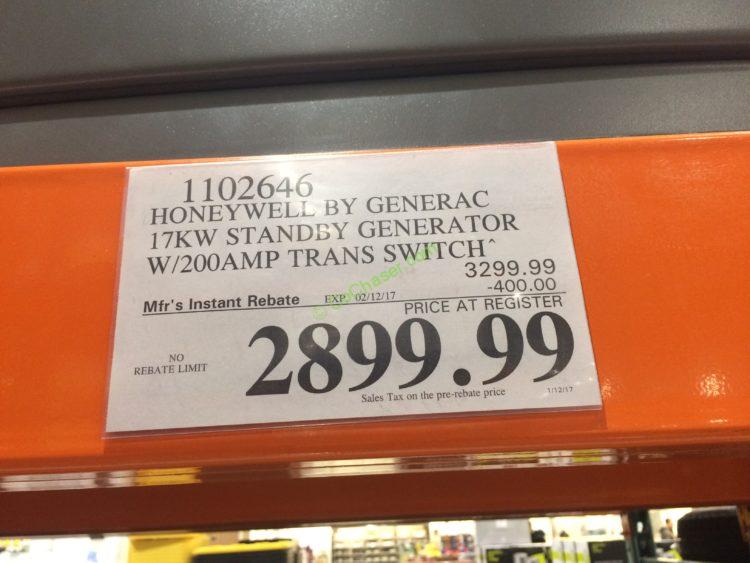 1102646
HONEYWELL BY GENERAC
17KW STANDBY GENERATOR
W/200AMP TRANS SWITCH^
3299.99
Mfr's Instant Rebate EXP 02/12/17 -400.00
PRICE AT REGISTER
NO
REBATE LIMIT
2899.99
Sales Tax on the pre-rebate price 1/12/17
© CoChaser.com